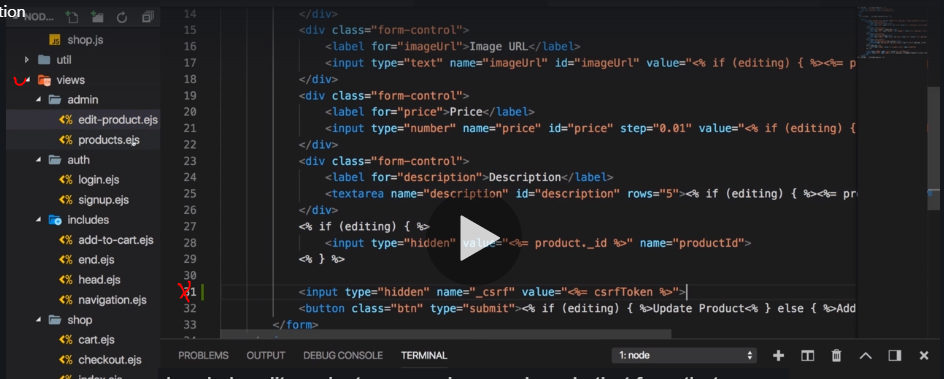 tion
NOD...
shop.js
util
views
admin
edit-product.ejs
products.ejs
auth
login.ejs
signup.ejs
includes
add-to-cart.ejs
end.ejs
head.ejs
navigation.ejs
shop
cart.ejs
checkout.ejs
index.ejs
14 </div>
15 <div class="form-control">
16 <label for="imageUrl">Image URL</label>
17 <input type="text" name="imageUrl" id="imageUrl" value="<% if (editing) { %><%= p
18 </div>
19 <div class="form-control">
20 <label for="price">Price</label>
21 <input type="number" name="price" id="price" step="0.01" value="<% if (editing) {
22 </div>
23 <div class="form-control">
24 <label for="description">Description</label>
25 <textarea name="description" id="description" rows="5"><% if (editing) { %><%= pr
26 </div>
27 <% if (editing) { %>
28 <input type="hidden" value="<%= product._id %>" name="productId">
29 <% } %>
30
31 <input type="hidden" name="_csrf" value="<%= csrfToken %>">
32 <button class="btn" type="submit"><% if (editing) { %>Update Product<% } else { %>Add
33 </form>
PROBLEMS OUTPUT DEBUG CONSOLE TERMINAL 1: node